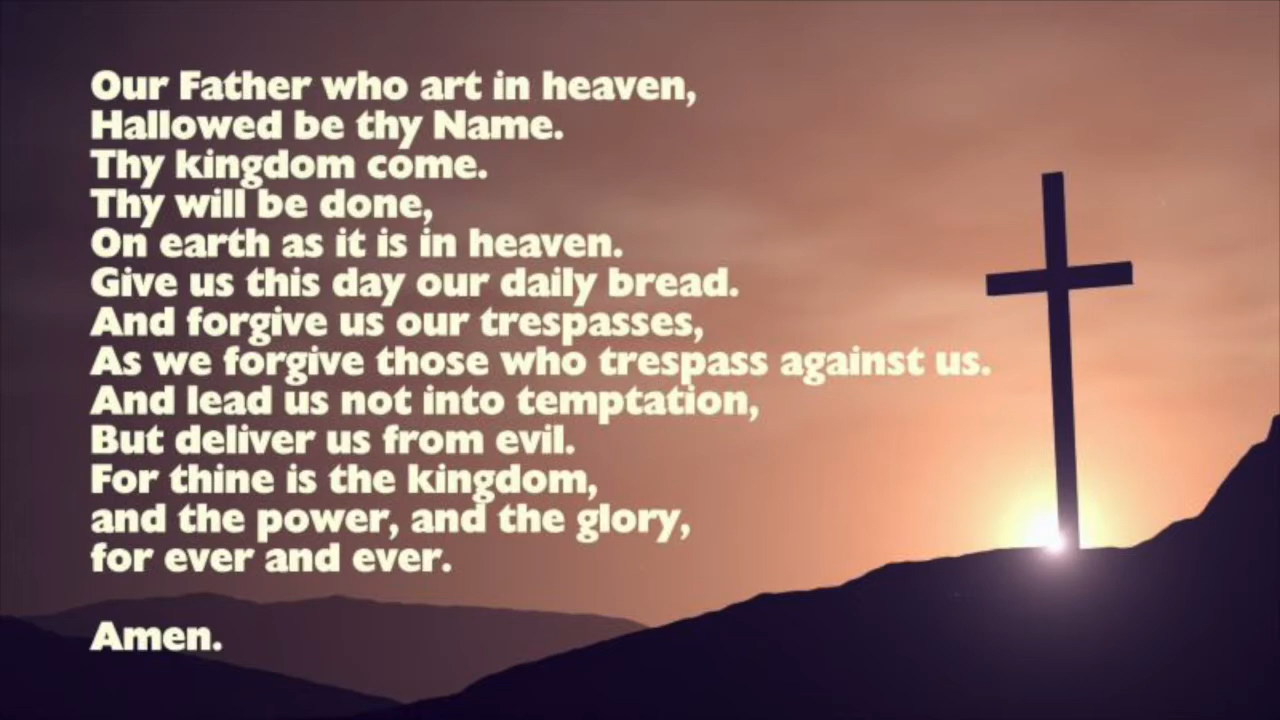 Our Father who art in heaven,
Hallowed be thy Name.
Thy kingdom come.
Thy will be done,
On earth as it is in heaven.
Give us this day our daily bread.
And forgive us our trespasses,
As we forgive those who trespass against us.
And lead us not into temptation,
But deliver us from evil.
For thine is the kingdom,
and the power, and the glory,
for ever and ever.
Amen.